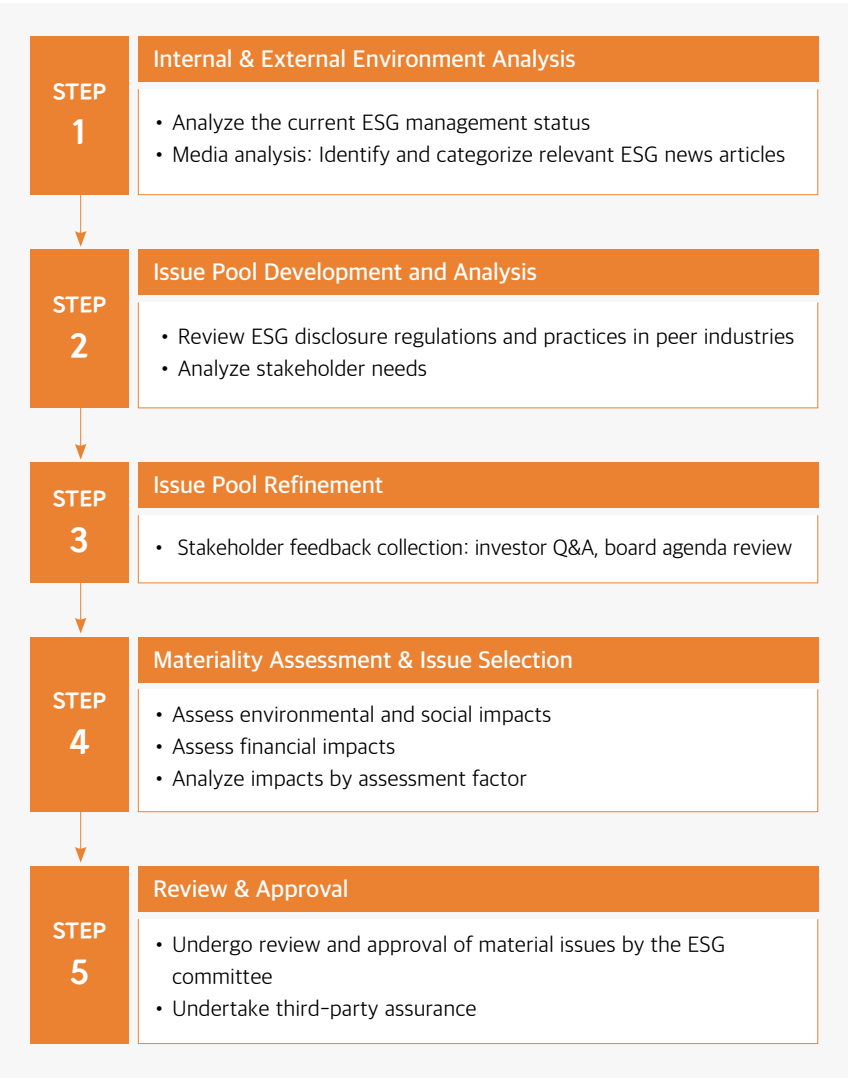 STEP
1
Internal & External Environment Analysis
• Analyze the current ESG management status
• Media analysis: Identify and categorize relevant ESG news articles
STEP
2
Issue Pool Development and Analysis
• Review ESG disclosure regulations and practices in peer industries
• Analyze stakeholder needs
STEP
3
Issue Pool Refinement
• Stakeholder feedback collection: investor Q&A, board agenda review
STEP
4
Materiality Assessment & Issue Selection
• Assess environmental and social impacts
• Assess financial impacts
• Analyze impacts by assessment factor
STEP
5
Review & Approval
• Undergo review and approval of material issues by the ESG
committee
• Undertake third-party assurance